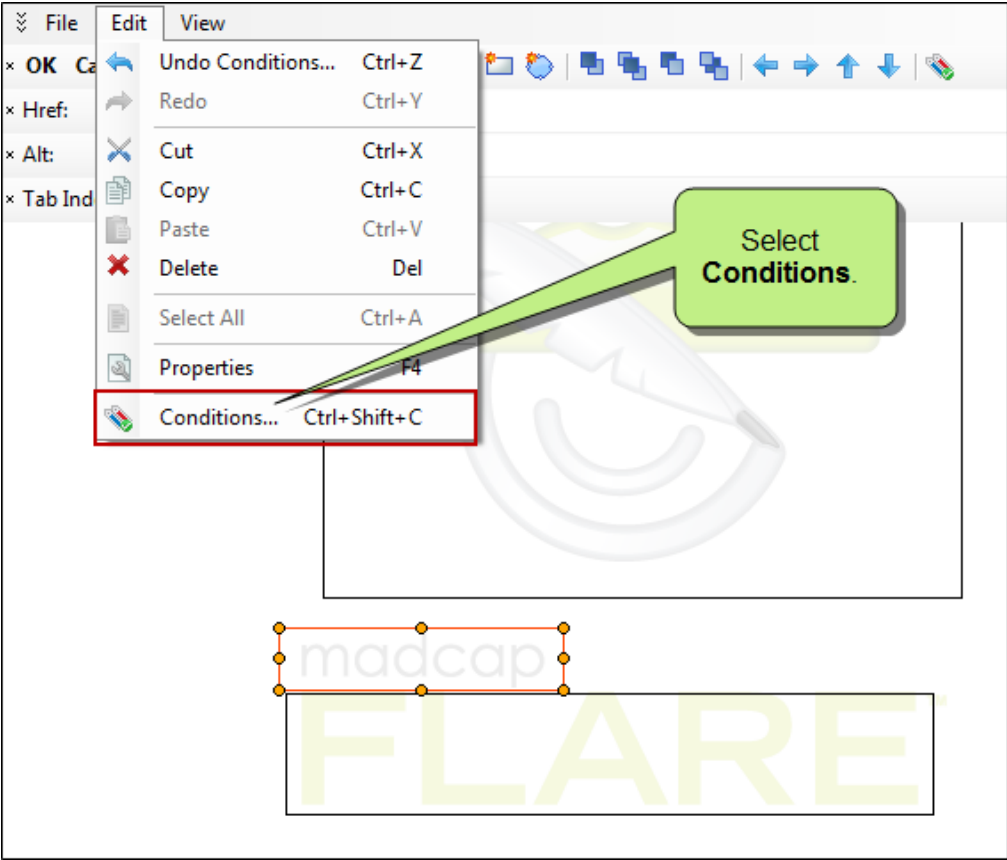 File Edit View
OK Ca
Undo Conditions... Ctrl+Z
Redo Ctrl+Y
Href:
Cut Ctrl+X
Alt:
Copy Ctrl+C
Tab Ind
Paste Ctrl+V
Delete Del
Select All Ctrl+A
Properties F4
Conditions... Ctrl+Shift+C
Select
Conditions.
madcap
FLARE